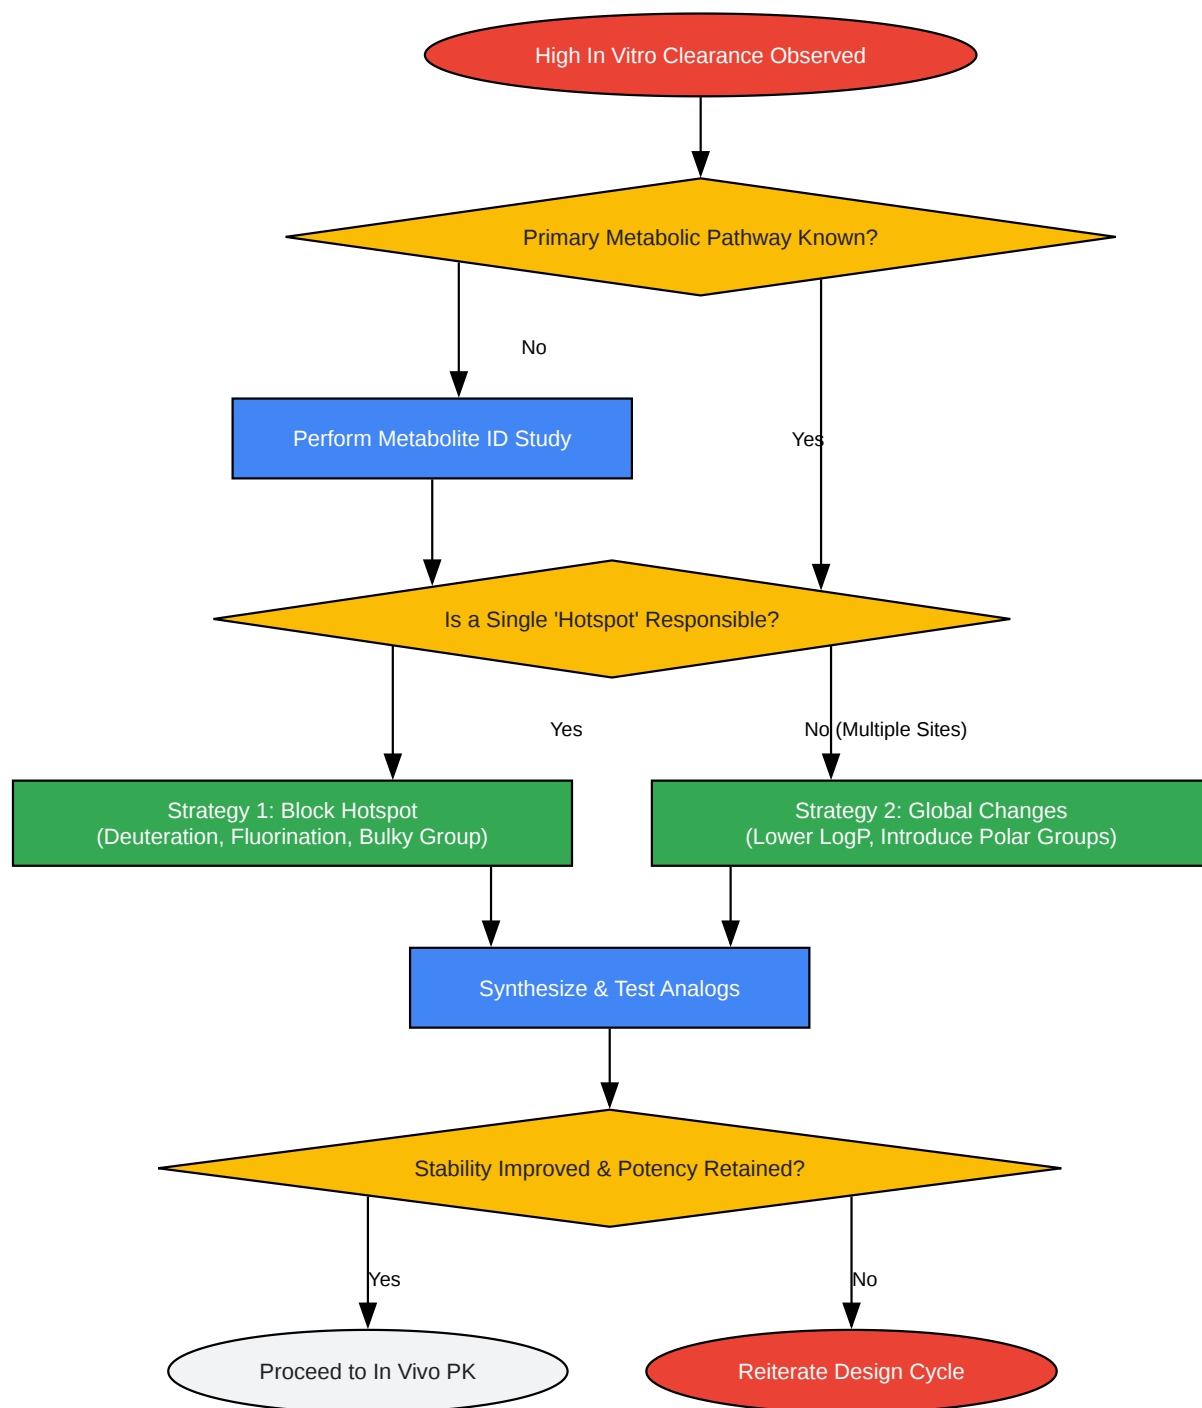 High In Vitro Clearance Observed
Primary Metabolic Pathway Known?
No
Perform Metabolite ID Study
Yes
Is a Single 'Hotspot' Responsible?
Yes
No (Multiple Sites)
Strategy 1: Block Hotspot
(Deuteration, Fluorination, Bulky Group)
Strategy 2: Global Changes
(Lower LogP, Introduce Polar Groups)
Synthesize & Test Analogs
Stability Improved & Potency Retained?
Yes
No
Proceed to In Vivo PK
Reiterate Design Cycle